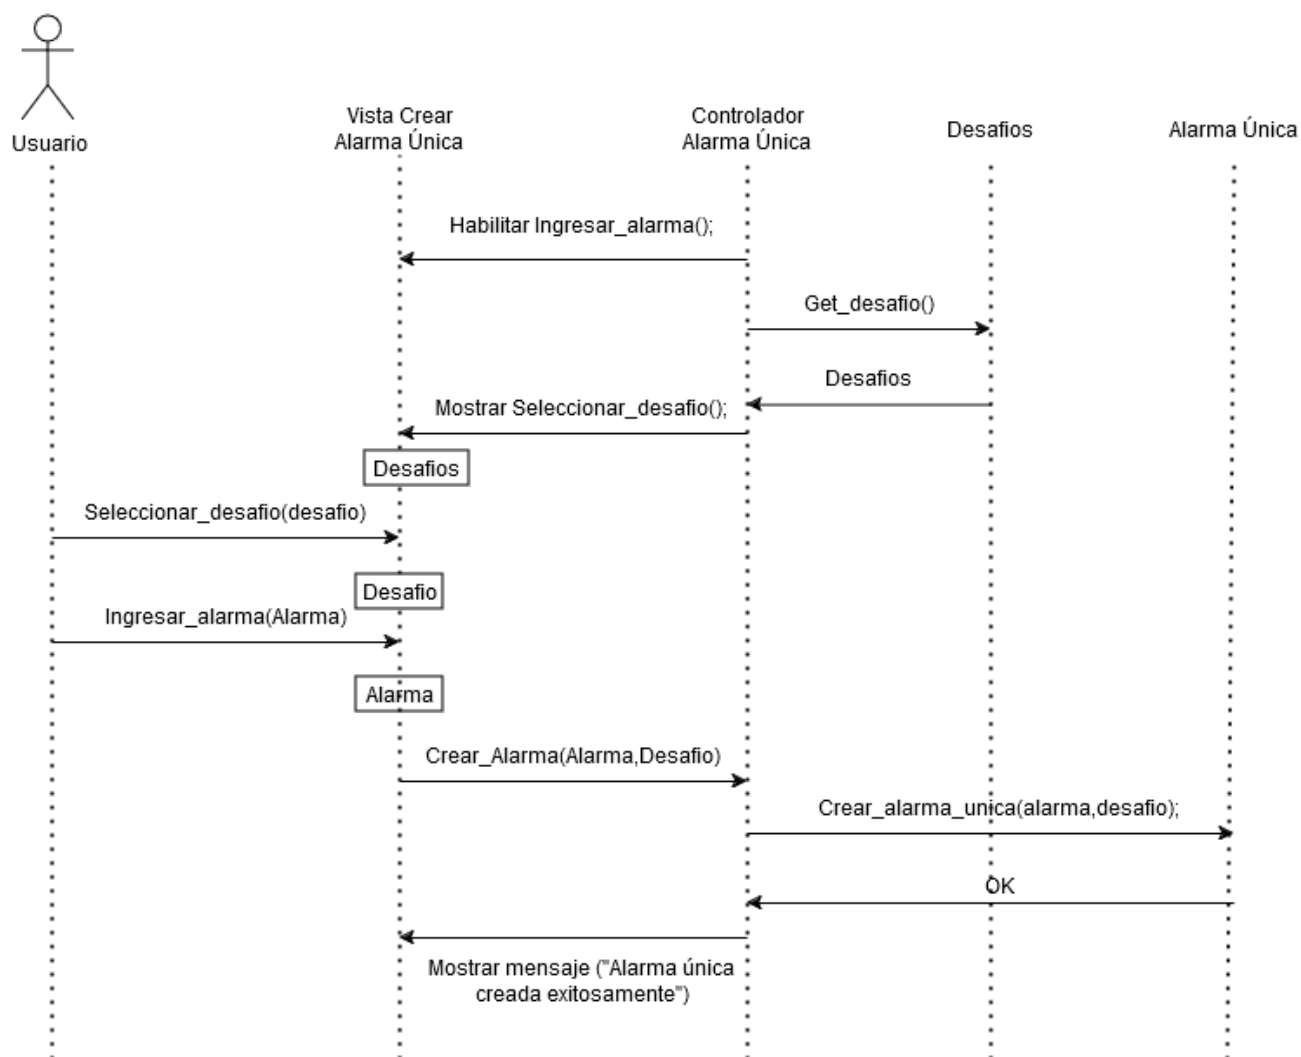 Usuario
Vista Crear
Alarma Única
Controlador
Alarma Única
Desafios
Alarma Única
Habilitar Ingresar_alarma();
Get_desafio()
Desafios
Mostrar Seleccionar_desafio();
Desafios
Seleccionar_desafio(desafio)
Desafio
Ingresar_alarma(Alarma)
Alarma
Crear_Alarma(Alarma,Desafio)
Crear_alarma_unica(alarma,desafio);
OK
Mostrar mensaje ("Alarma única
creada exitosamente")